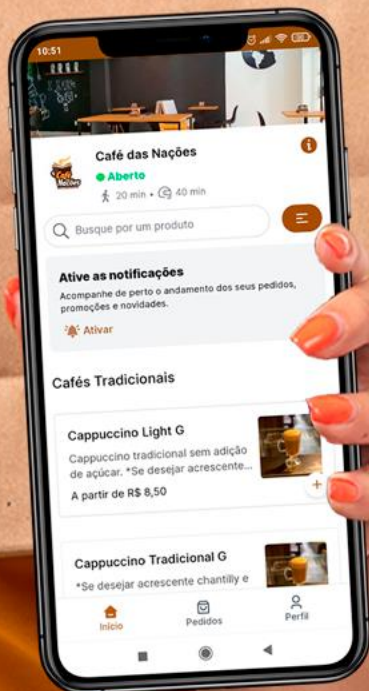 10:51
Café das Nações
Aberto
20 min • 40 min
Busque por um produto
Ative as notificações
Acompanhe de perto o andamento dos seus pedidos,
promoções e novidades.
Ativar
Cafés Tradicionais
Cappuccino Light G
Cappuccino tradicional sem adição
de açúcar. *Se desejar acrescente...
A partir de R$ 8,50
Cappuccino Tradicional G
*Se desejar acrescente chantilly e
Início
Pedidos
Perfil